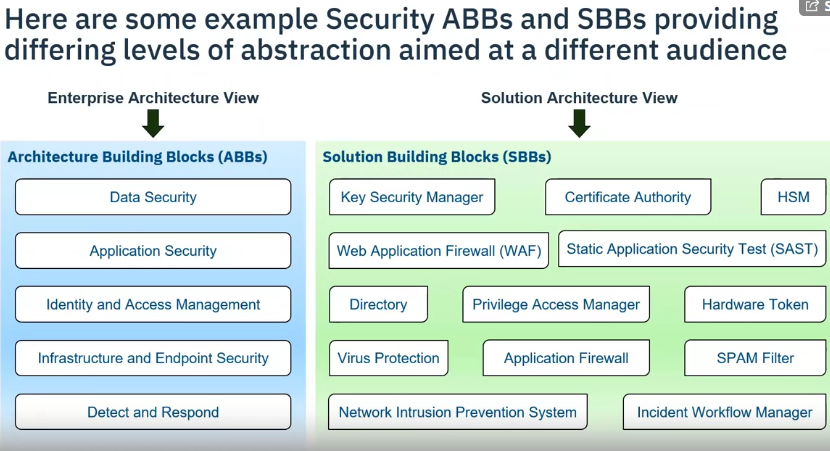 Here are some example Security ABBs and SBBs providing
differing levels of abstraction aimed at a different audience
Enterprise Architecture View
Solution Architecture View
Architecture Building Blocks (ABBs)
Solution Building Blocks (SBBs)
Data Security
Key Security Manager
Certificate Authority
HSM
Application Security
Web Application Firewall (WAF)
Static Application Security Test (SAST)
Identity and Access Management
Directory
Privilege Access Manager
Hardware Token
Infrastructure and Endpoint Security
Virus Protection
Application Firewall
SPAM Filter
Detect and Respond
Network Intrusion Prevention System
Incident Workflow Manager